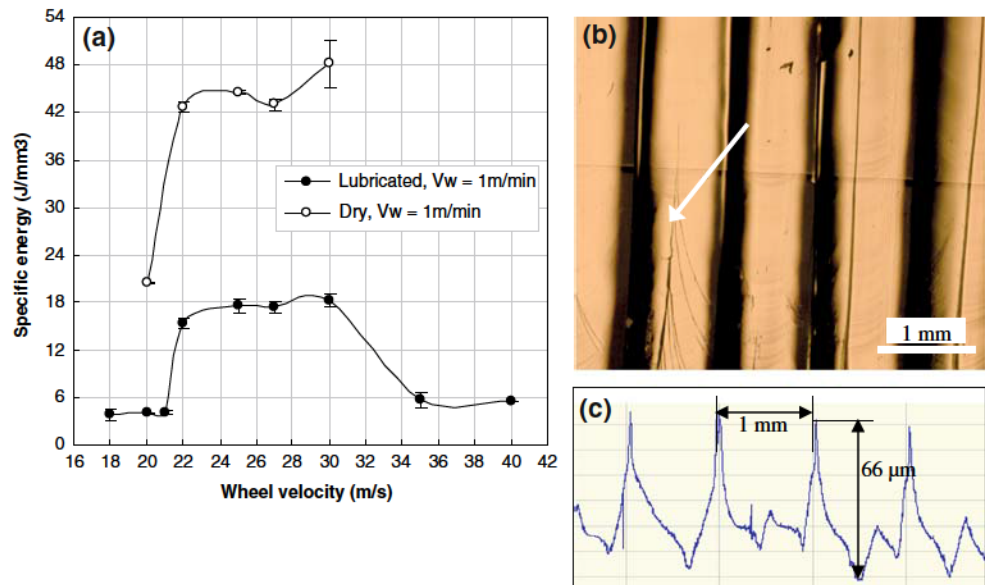 (a)
54
48
42
36
30
24
18
12
6
0
Specific energy (J/mm3)
Lubricated, Vw = 1m/min
Dry, Vw = 1m/min
16 18 20 22 24 26 28 30 32 34 36 38 40 42 44
Wheel velocity (m/s)
(b)
1 mm
(c)
1 mm
66 μm